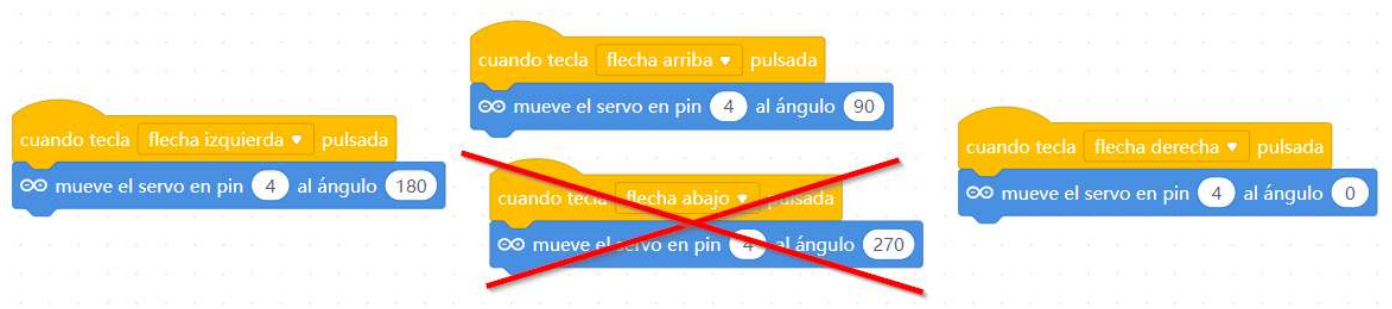 cuando tecla flecha izquierda pulsada
mueve el servo en pin 4 al ángulo 180
cuando tecla flecha arriba pulsada
mueve el servo en pin 4 al ángulo 90
cuando tecla flecha abajo pulsada
mueve el servo en pin 4 al ángulo 270
cuando tecla flecha derecha pulsada
mueve el servo en pin 4 al ángulo 0